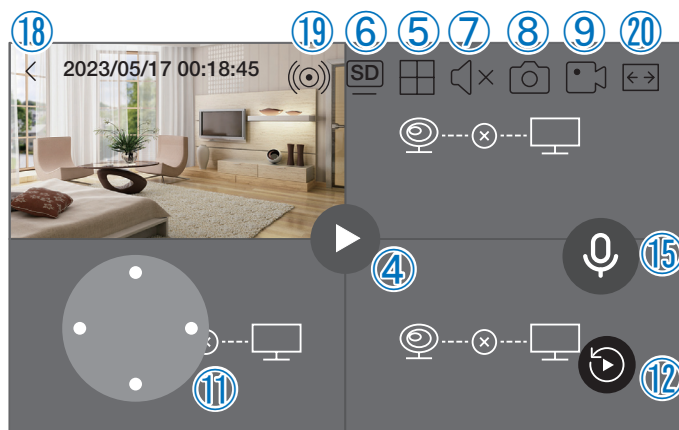 ⑱ ⑲ ⑥ ⑤ ⑦ ⑧ ⑨ ⑳
2023/05/17 00:18:45 SD
④ ⑮
⑪ ⑫